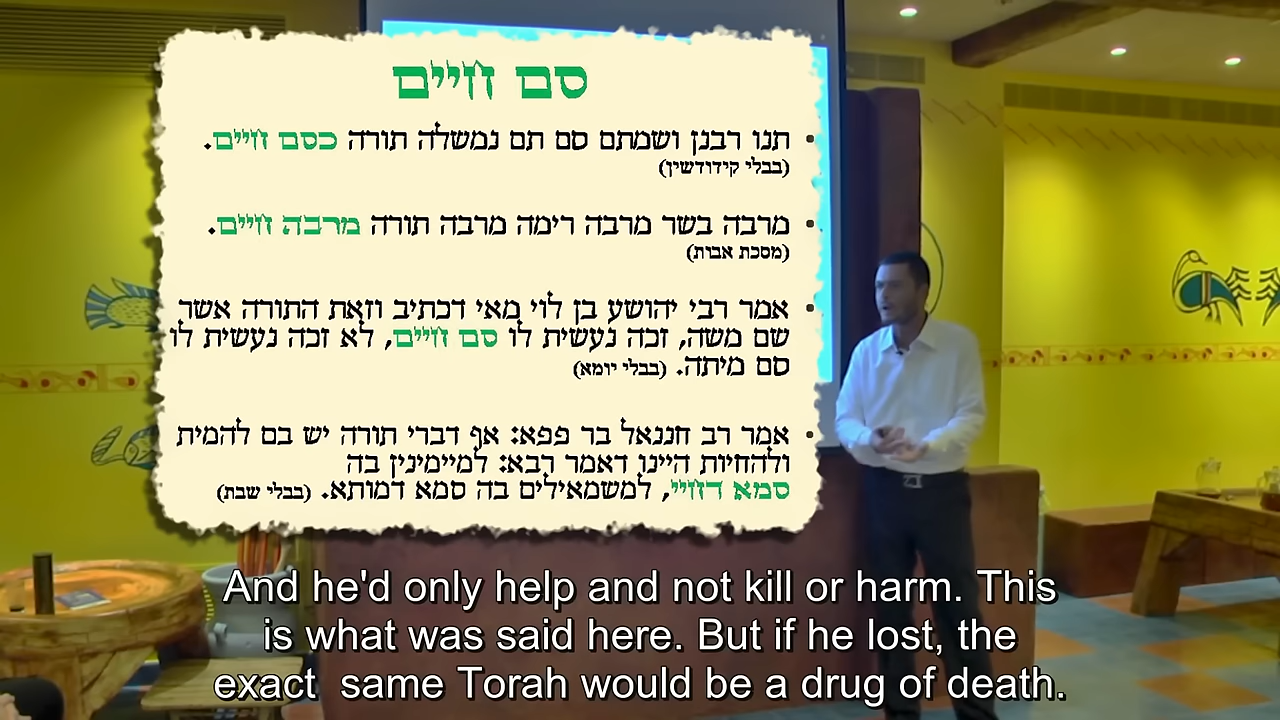 סם חיים
• תנו רבנן ושמתם סם תם נמשלה תורה כסם חיים.
(בבלי קידודשין)
• מרבה בשר מרבה רימה מרבה תורה מרבה חיים.
(מסכת אבות)
• אמר רבי יהושע בן לוי מאי דכתיב וזאת התורה אשר
שם משה, זכה נעשית לו סם חיים, לא זכה נעשית לו
סם מיתה. (בבלי יומא)
• אמר רב חננאל בר פפא: אף דברי תורה יש בם להמית
ולהחיות היינו דאמר רבא: למיימינין בה
סמא דחיי, למשמאילים בה סמא דמותא. (בבלי שבת)
And he'd only help and not kill or harm. This
is what was said here. But if he lost, the
exact  same Torah would be a drug of death.